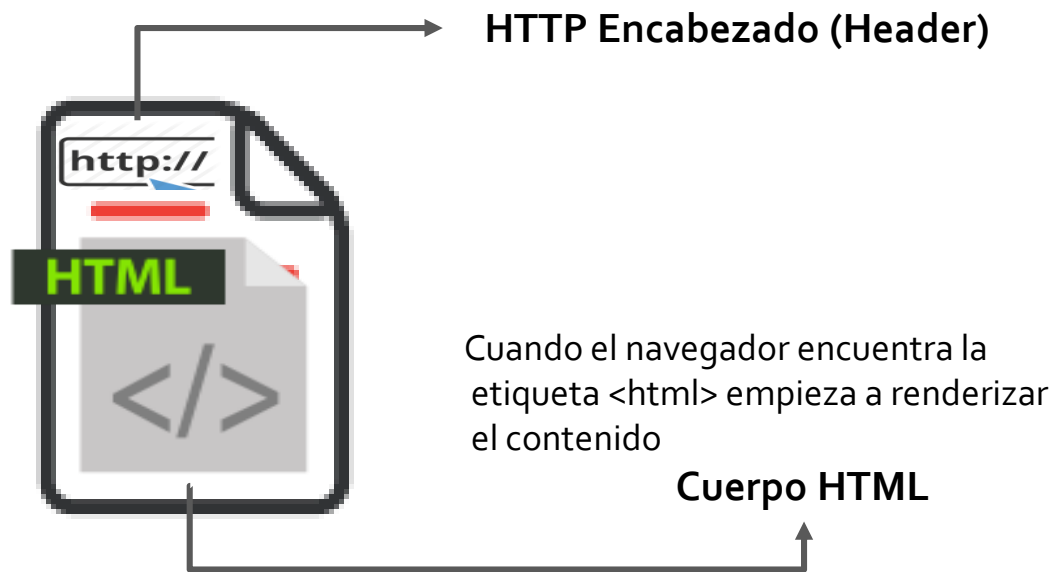 HTTP Encabezado (Header)
http://
HTML
</>
Cuando el navegador encuentra la
etiqueta <html> empieza a renderizar
el contenido
Cuerpo HTML